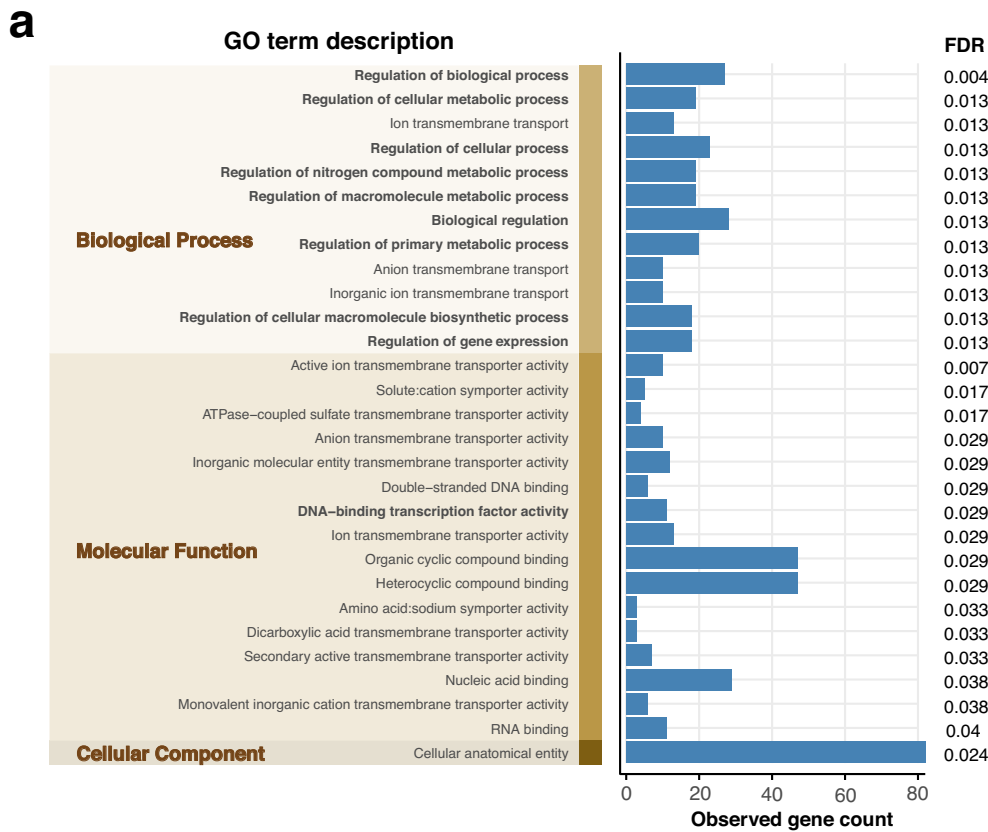 a
GO term description
FDR
Regulation of biological process 0.004
Regulation of cellular metabolic process 0.013
Ion transmembrane transport 0.013
Regulation of cellular process 0.013
Regulation of nitrogen compound metabolic process 0.013
Regulation of macromolecule metabolic process 0.013
Biological regulation 0.013
Biological Process
Regulation of primary metabolic process 0.013
Anion transmembrane transport 0.013
Inorganic ion transmembrane transport 0.013
Regulation of cellular macromolecule biosynthetic process 0.013
Regulation of gene expression 0.013
Active ion transmembrane transporter activity 0.007
Solute:cation symporter activity 0.017
ATPase−coupled sulfate transmembrane transporter activity 0.017
Anion transmembrane transporter activity 0.029
Inorganic molecular entity transmembrane transporter activity 0.029
Double−stranded DNA binding 0.029
DNA−binding transcription factor activity 0.029
Ion transmembrane transporter activity 0.029
Molecular Function
Organic cyclic compound binding 0.029
Heterocyclic compound binding 0.029
Amino acid:sodium symporter activity 0.033
Dicarboxylic acid transmembrane transporter activity 0.033
Secondary active transmembrane transporter activity 0.033
Nucleic acid binding 0.038
Monovalent inorganic cation transmembrane transporter activity 0.038
RNA binding 0.04
Cellular Component Cellular anatomical entity 0.024
0 20 40 60 80
Observed gene count